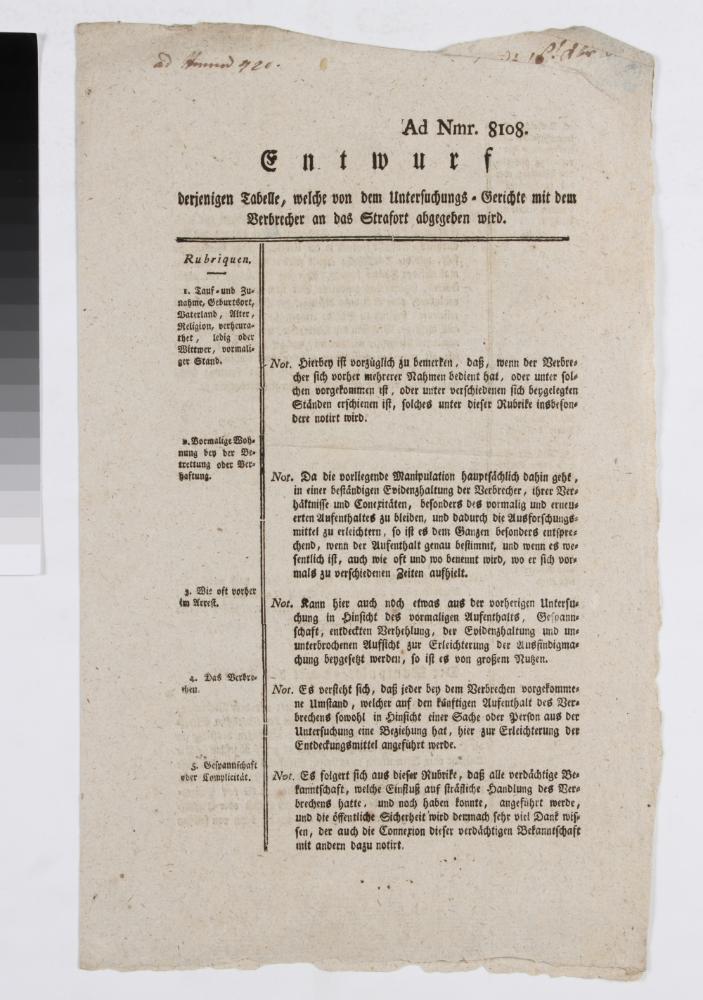 ad Num 920.
Ad Nmr. 8108.
Entwurf
derjenigen Tabelle, welche von dem Untersuchungs-Gerichte mit dem
Verbrecher an das Strafort abgegeben wird.
Rubriquen.
1. Tauf- und Zu-
nahme, Geburtsort,
Vaterland, Alter,
Religion, verheura-
thet, ledig oder
Wittwer, vormali-
ger Stand.
Not. Hierbey ist vorzüglich zu bemerken, daß, wenn der Verbre-
cher sich vorher mehrerer Nahmen bedient hat, oder unter sol-
chen vorgekommen ist, oder unter verschiedenen sich beygelegten
Ständen erschienen ist, solches unter dieser Rubrike insbeson-
dere notirt wird.
2. Vormalige Woh-
nung bey der Be-
trettung oder Ver-
haftung.
Not. Da die vorliegende Manipulation hauptsächlich dahin geht,
in einer beständigen Evidenzhaltung der Verbrecher, ihrer Ver-
hältnisse und Conexitäten, besonders des vormalig und erneu-
erten Aufenthaltes zu bleiben, und dadurch die Ausforschungs-
mittel zu erleichtern, so ist es dem Ganzen besonders entspre-
chend, wenn der Aufenthalt genau bestimmt, und wenn es we-
sentlich ist, auch wie oft und wo benennt wird, wo er sich vor-
mals zu verschiedenen Zeiten aufhielt.
3. Wie oft vorher
im Arrest.
Not. Kann hier auch noch etwas aus der vorherigen Untersu-
chung in Hinsicht des vormaligen Aufenthalts, Gespann-
schaft, entdeckten Verhehlung, der Evidenzhaltung und un-
unterbrochenen Aufsicht zur Erleichterung der Ausfindigma-
chung beygesetzt werden, so ist es von großem Nutzen.
4. Das Verbre-
chen.
Not. Es versteht sich, daß jeder bey dem Verbrechen vorgekomme-
ne Umstand, welcher auf den künftigen Aufenthalt des Ver-
brechens sowohl in Hinsicht einer Sache oder Person aus der
Untersuchung eine Beziehung hat, hier zur Erleichterung der
Entdeckungsmittel angeführt werde.
5. Gespannschaft
oder Complicität.
Not. Es folgert sich aus dieser Rubrike, daß alle verdächtige Be-
kanntschaft, welche Einfluß auf sträfliche Handlung des Ver-
brechens hatte, und noch haben konnte, angeführt werde,
und die öffentliche Sicherheit wird demnach sehr viel Dank wis-
sen, der auch die Connexion dieser verdächtigen Bekanntschaft
mit andern dazu notirt.